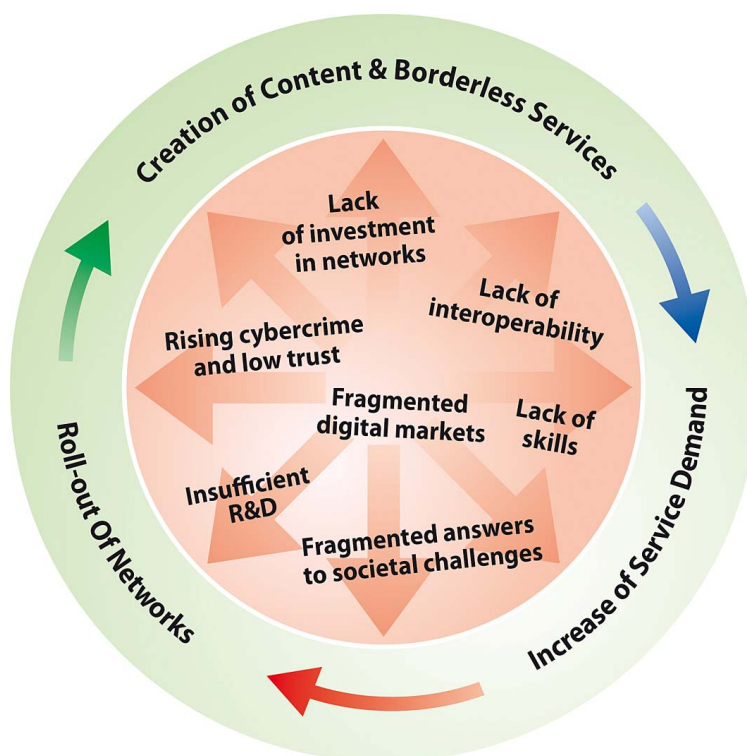 Creation of Content & Borderless Services
Lack
of investment
in networks
Lack of
interoperability
Rising cybercrime
and low trust
Fragmented
digital markets
Lack of
skills
Insufficient
R&D
Fragmented answers
to societal challenges
Increase of Service Demand
Roll-out Of Networks